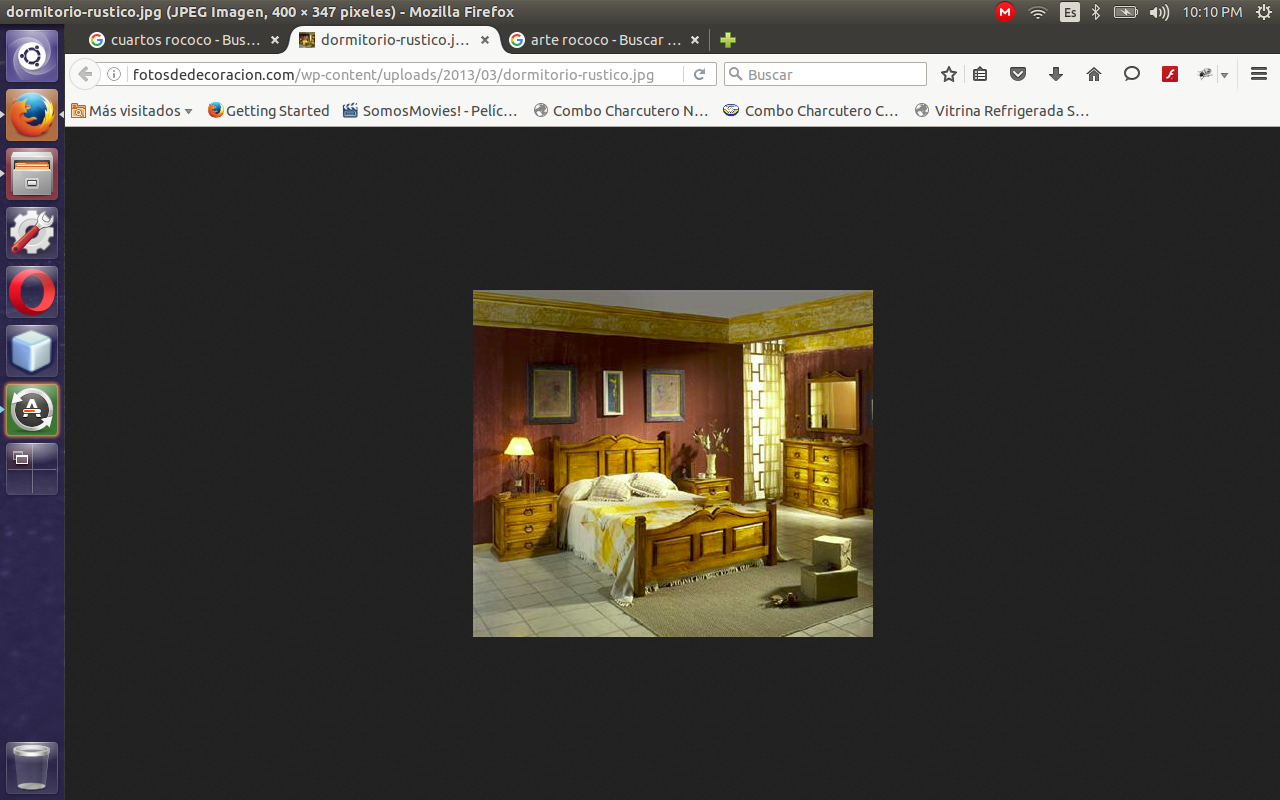 dormitorio-rustico.jpg (JPEG Imagen, 400 × 347 pixeles) - Mozilla Firefox
M
Es
10:10 PM
cuartos rococo - Bus...
dormitorio-rustico.j...
arte rococo - Buscar ...
fotosdedecoracion.com/wp-content/uploads/2013/03/dormitorio-rustico.jpg
Buscar
Más visitados
Getting Started
SomosMovies! - Pelíc...
Combo Charcutero N...
Combo Charcutero C...
Vitrina Refrigerada S...